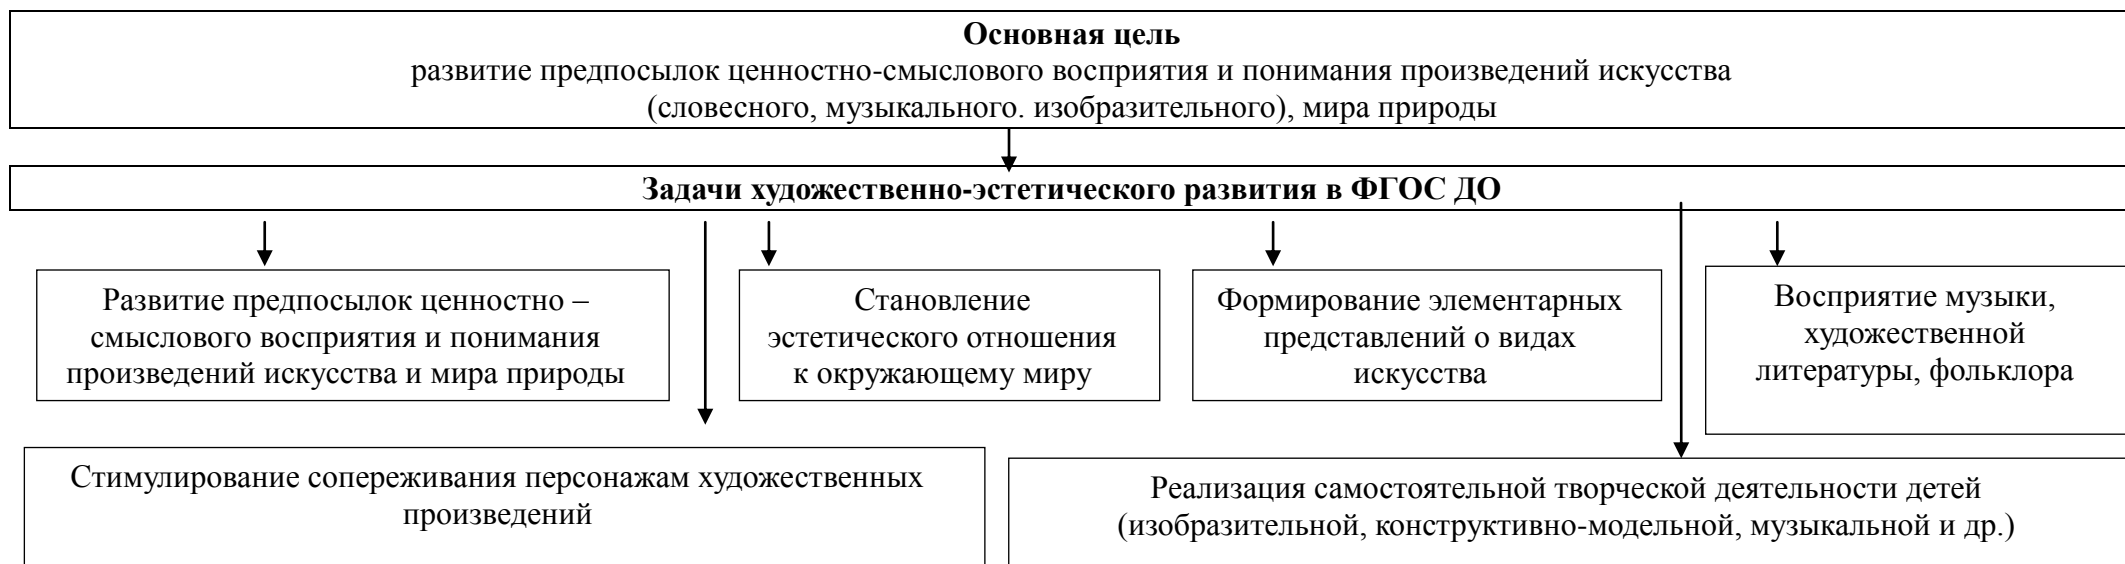 Основная цель
развитие предпосылок ценностно-смыслового восприятия и понимания произведений искусства
(словесного, музыкального. изобразительного), мира природы
Задачи художественно-эстетического развития в ФГОС ДО
Развитие предпосылок ценностно –
смыслового восприятия и понимания
произведений искусства и мира природы
Становление
эстетического отношения
к окружающему миру
Формирование элементарных
представлений о видах
искусства
Восприятие музыки,
художественной
литературы, фольклора
Стимулирование сопереживания персонажам художественных
произведений
Реализация самостоятельной творческой деятельности детей
(изобразительной, конструктивно-модельной, музыкальной и др.)